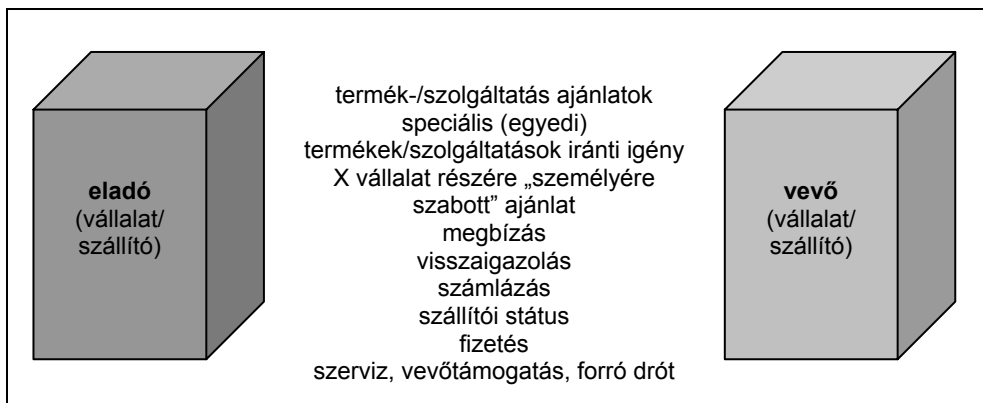 eladó
(vállalat/
szállító)
termék-/szolgáltatás ajánlatok
speciális (egyedi)
termékek/szolgáltatások iránti igény
X vállalat részére „személyére
szabott” ajánlat
megbízás
visszaigazolás
számlázás
szállítói státus
fizetés
szerviz, vevőtámogatás, forró drót
vevő
(vállalat/
szállító)